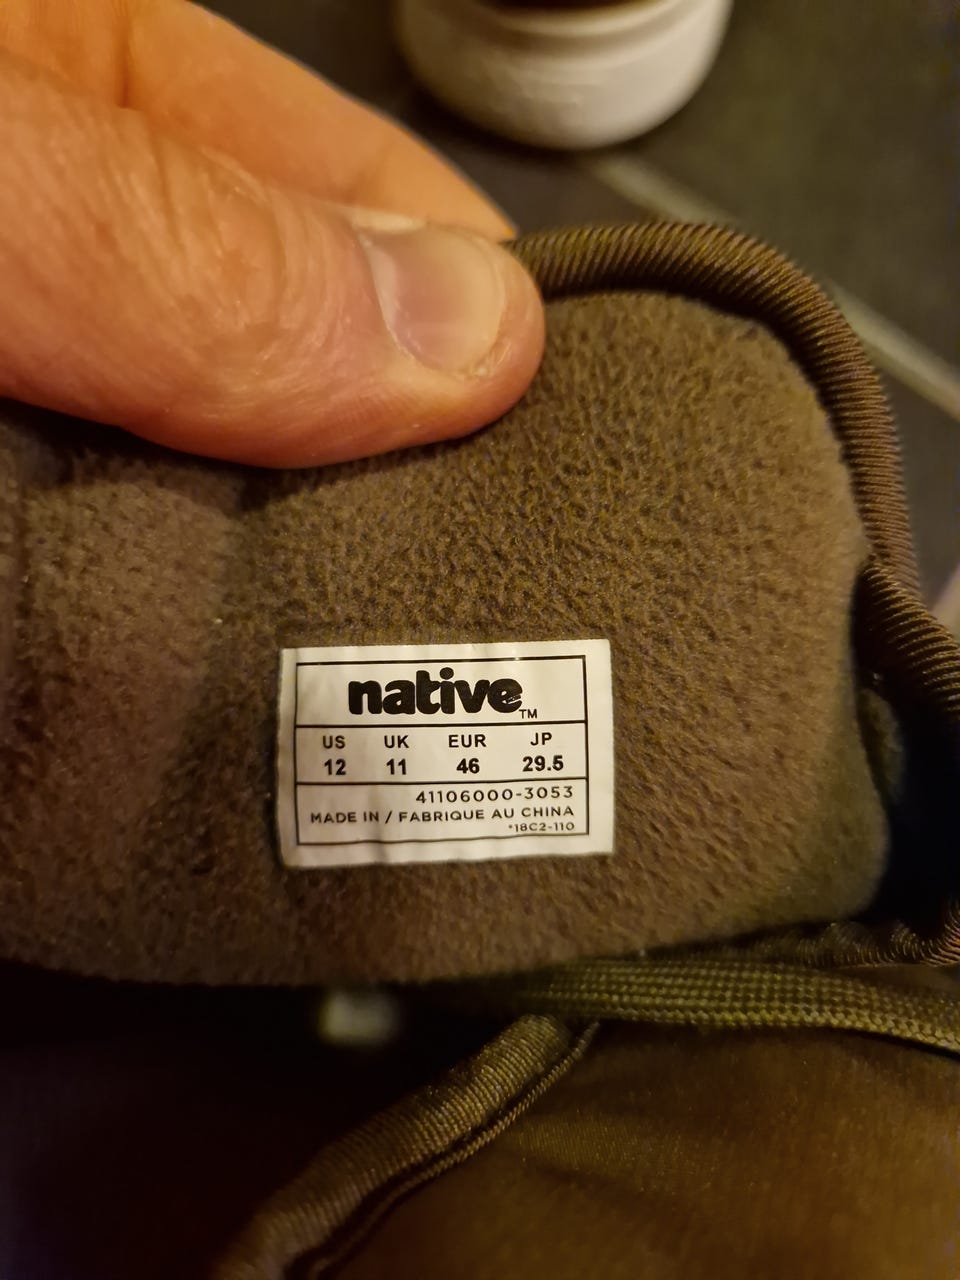 native™
US UK EUR JP
12 11 46 29.5
41106000-3053
MADE IN / FABRIQUE AU CHINA
*18C2-110